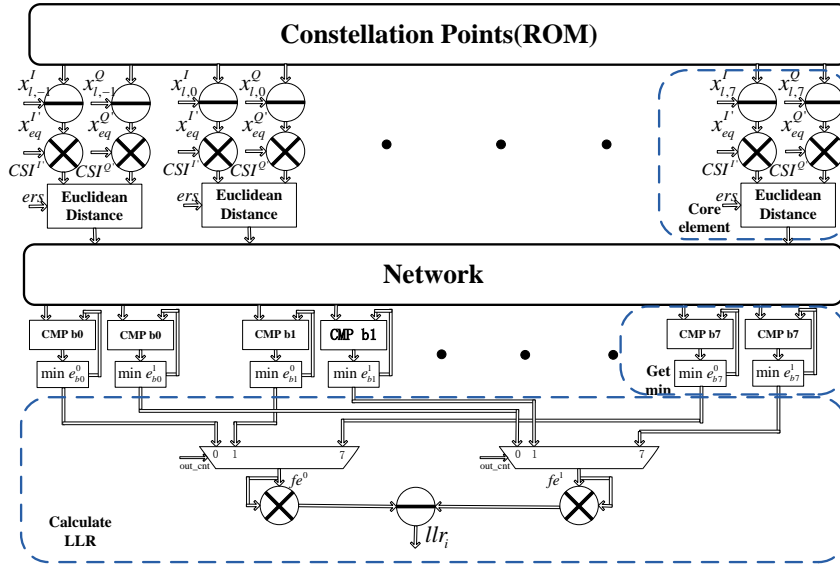 Constellation Points(ROM)
x_{l,-1}^{I} x_{l,-1}^{Q} x_{l,0}^{I} x_{l,0}^{Q} x_{l,7}^{I} x_{l,7}^{Q}
x_{eq}^{I'} x_{eq}^{Q'} x_{eq}^{I'} x_{eq}^{Q'} x_{eq}^{I'} x_{eq}^{Q'}
CSI^{I'} CSI^{Q'} CSI^{I'} CSI^{Q'} CSI^{I'} CSI^{Q'}
ers Euclidean Distance ers Euclidean Distance ers Euclidean Distance
Core element
Network
CMP b0 CMP b0 CMP b1 CMP b1 CMP b7 CMP b7
min e_{b0}^{0} min e_{b0}^{1} min e_{b1}^{0} min e_{b1}^{1} min e_{b7}^{0} min e_{b7}^{1}
Get min
0 1 7 0 1 7
out_cnt out_cnt
fe^{0} fe^{1}
Calculate LLR
llr_{i}